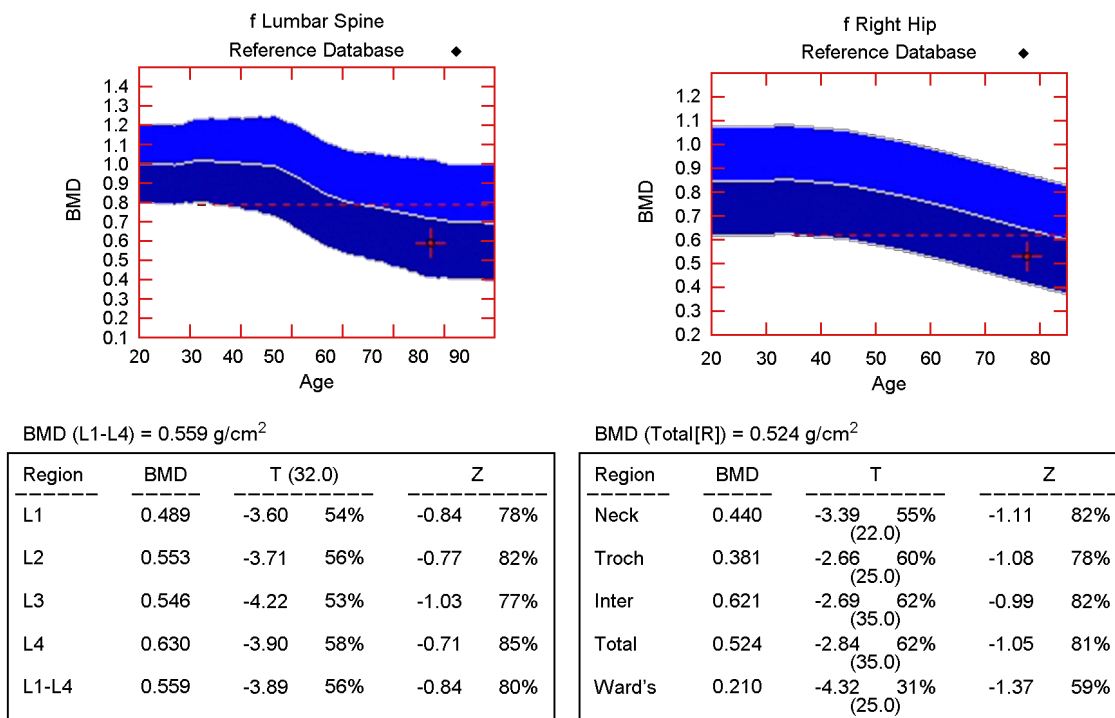 f Lumbar Spine
Reference Database
BMD
1.4
1.3
1.2
1.1
1.0
0.9
0.8
0.7
0.6
0.5
0.4
0.3
0.2
0.1
20 30 40 50 60 70 80 90
Age
f Right Hip
Reference Database
BMD
1.2
1.1
1.0
0.9
0.8
0.7
0.6
0.5
0.4
0.3
0.2
20 30 40 50 60 70 80
Age
BMD (L1-L4) = 0.559 g/cm2
Region BMD T (32.0) Z
L1 0.489 -3.60 54% -0.84 78%
L2 0.553 -3.71 56% -0.77 82%
L3 0.546 -4.22 53% -1.03 77%
L4 0.630 -3.90 58% -0.71 85%
L1-L4 0.559 -3.89 56% -0.84 80%
BMD (Total[R]) = 0.524 g/cm2
Region BMD T Z
Neck 0.440 -3.39 55% -1.11 82%
(22.0)
Troch 0.381 -2.66 60% -1.08 78%
(25.0)
Inter 0.621 -2.69 62% -0.99 82%
(35.0)
Total 0.524 -2.84 62% -1.05 81%
(35.0)
Ward's 0.210 -4.32 31% -1.37 59%
(25.0)